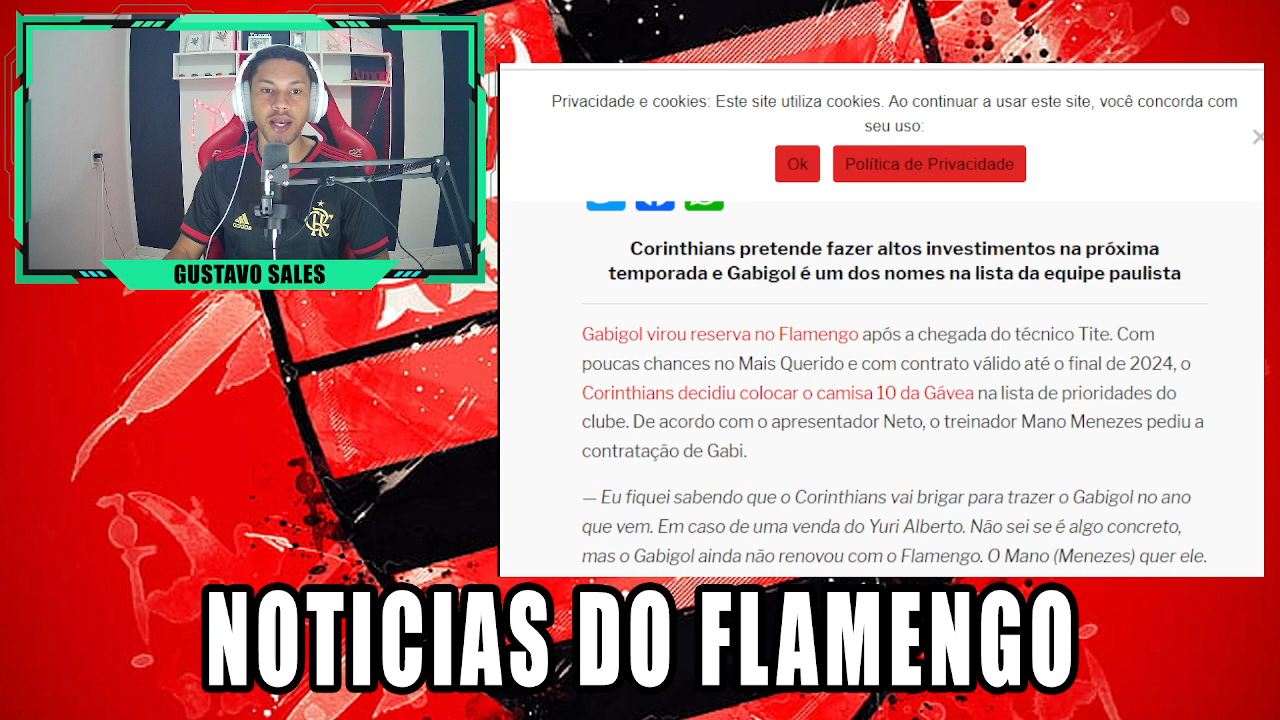 GUSTAVO SALES
adidas
Privacidade e cookies: Este site utiliza cookies. Ao continuar a usar este site, você concorda com
seu uso:
Ok
Política de Privacidade
Corinthians pretende fazer altos investimentos na próxima
temporada e Gabigol é um dos nomes na lista da equipe paulista
Gabigol virou reserva no Flamengo após a chegada do técnico Tite. Com
poucas chances no Mais Querido e com contrato válido até o final de 2024, o
Corinthians decidiu colocar o camisa 10 da Gávea na lista de prioridades do
clube. De acordo com o apresentador Neto, o treinador Mano Menezes pediu a
contratação de Gabi.
— Eu fiquei sabendo que o Corinthians vai brigar para trazer o Gabigol no ano
que vem. Em caso de uma venda do Yuri Alberto. Não sei se é algo concreto,
mas o Gabigol ainda não renovou com o Flamengo. O Mano (Menezes) quer ele.
NOTICIAS DO FLAMENGO